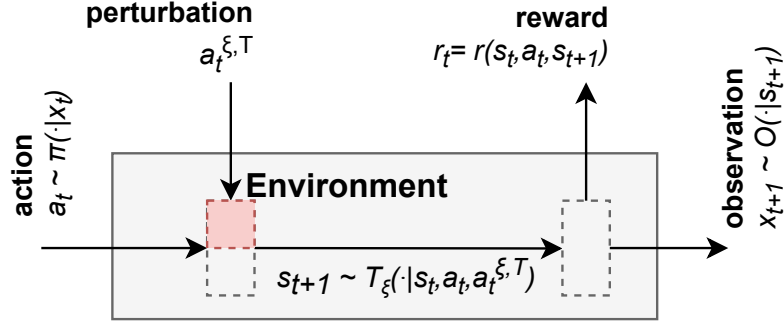 perturbation
a_t^{ξ,T}
reward
r_t= r(s_t,a_t,s_{t+1})
action
a_t ~ π(·|x_t)
Environment
s_{t+1} ~ T_ξ(·|s_t,a_t,a_t^{ξ,T})
observation
x_{t+1} ~ O(·|s_{t+1})